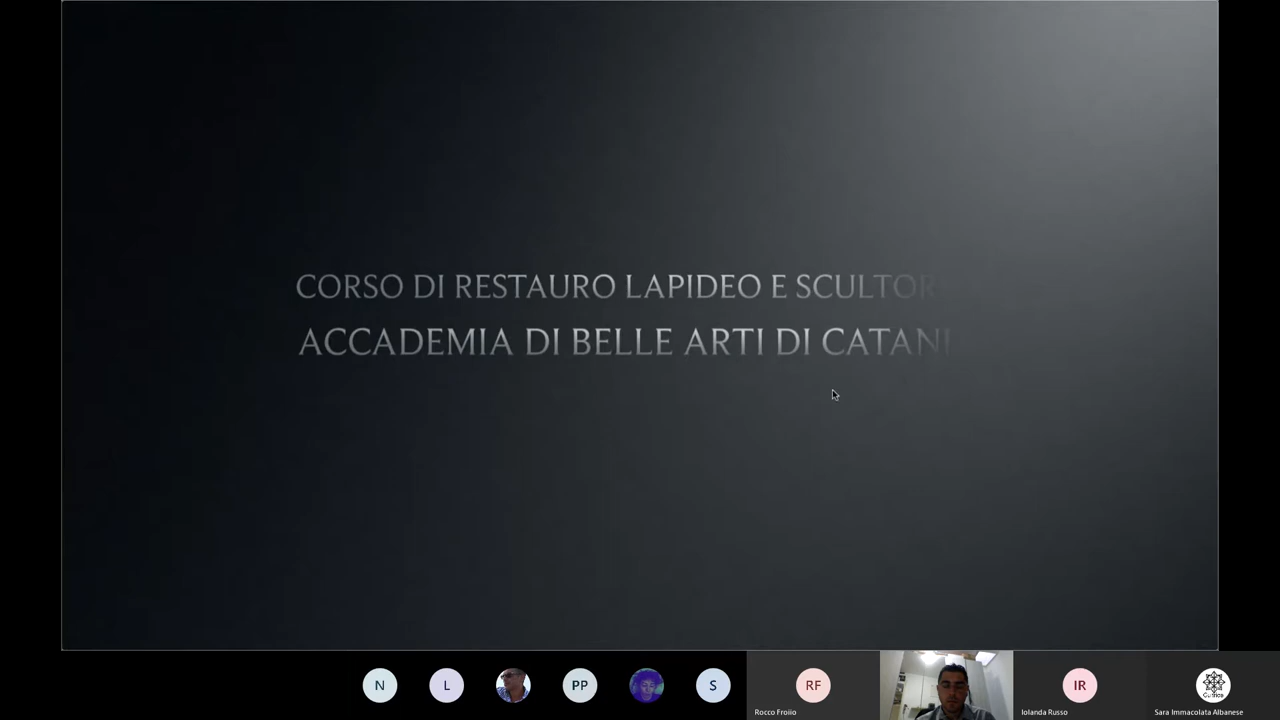 CORSO DI RESTAURO LAPIDEO E SCULTOR
ACCADEMIA DI BELLE ARTI DI CATANI
N
L
PP
S
RF
Rocco Froiio
IR
Iolanda Russo
Sara Immacolata Albanese